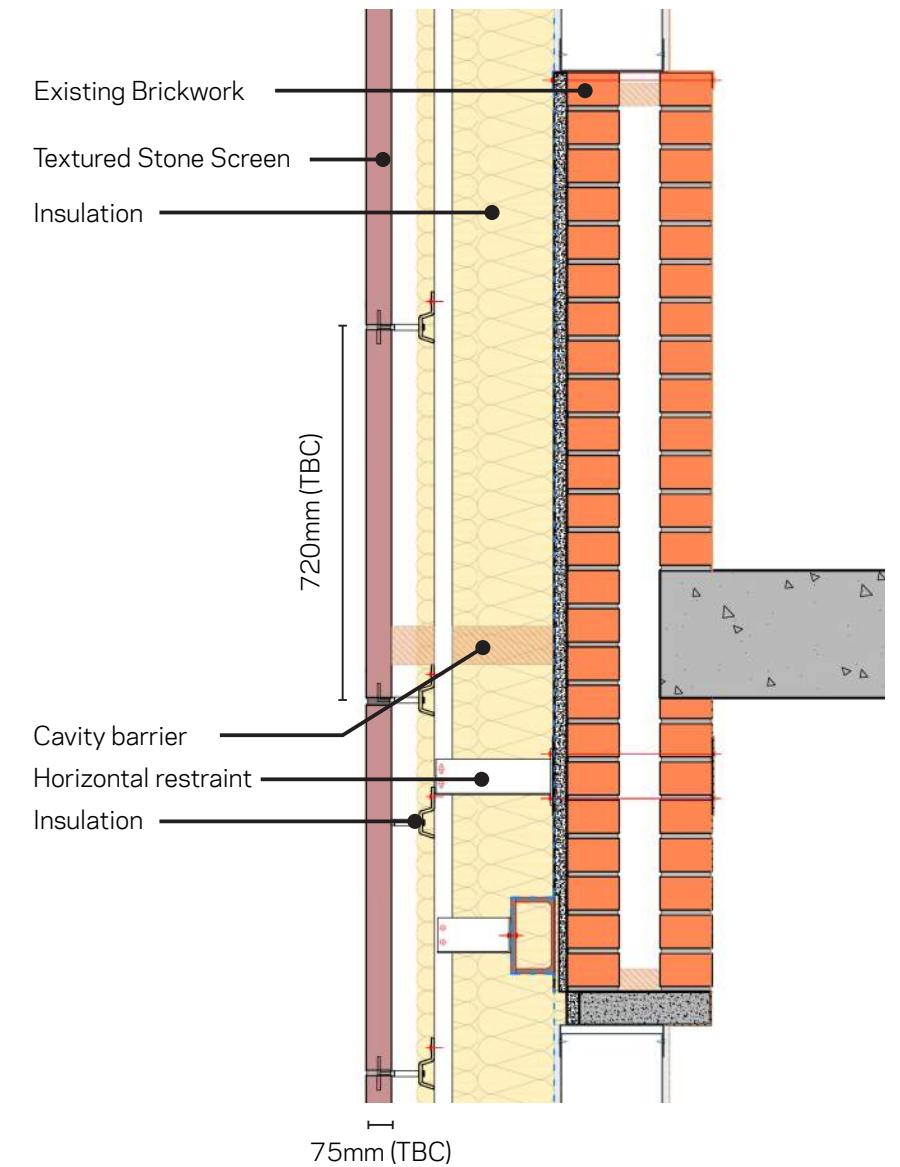 Existing Brickwork
Textured Stone Screen
Insulation
720mm (TBC)
Cavity barrier
Horizontal restraint
Insulation
75mm (TBC)